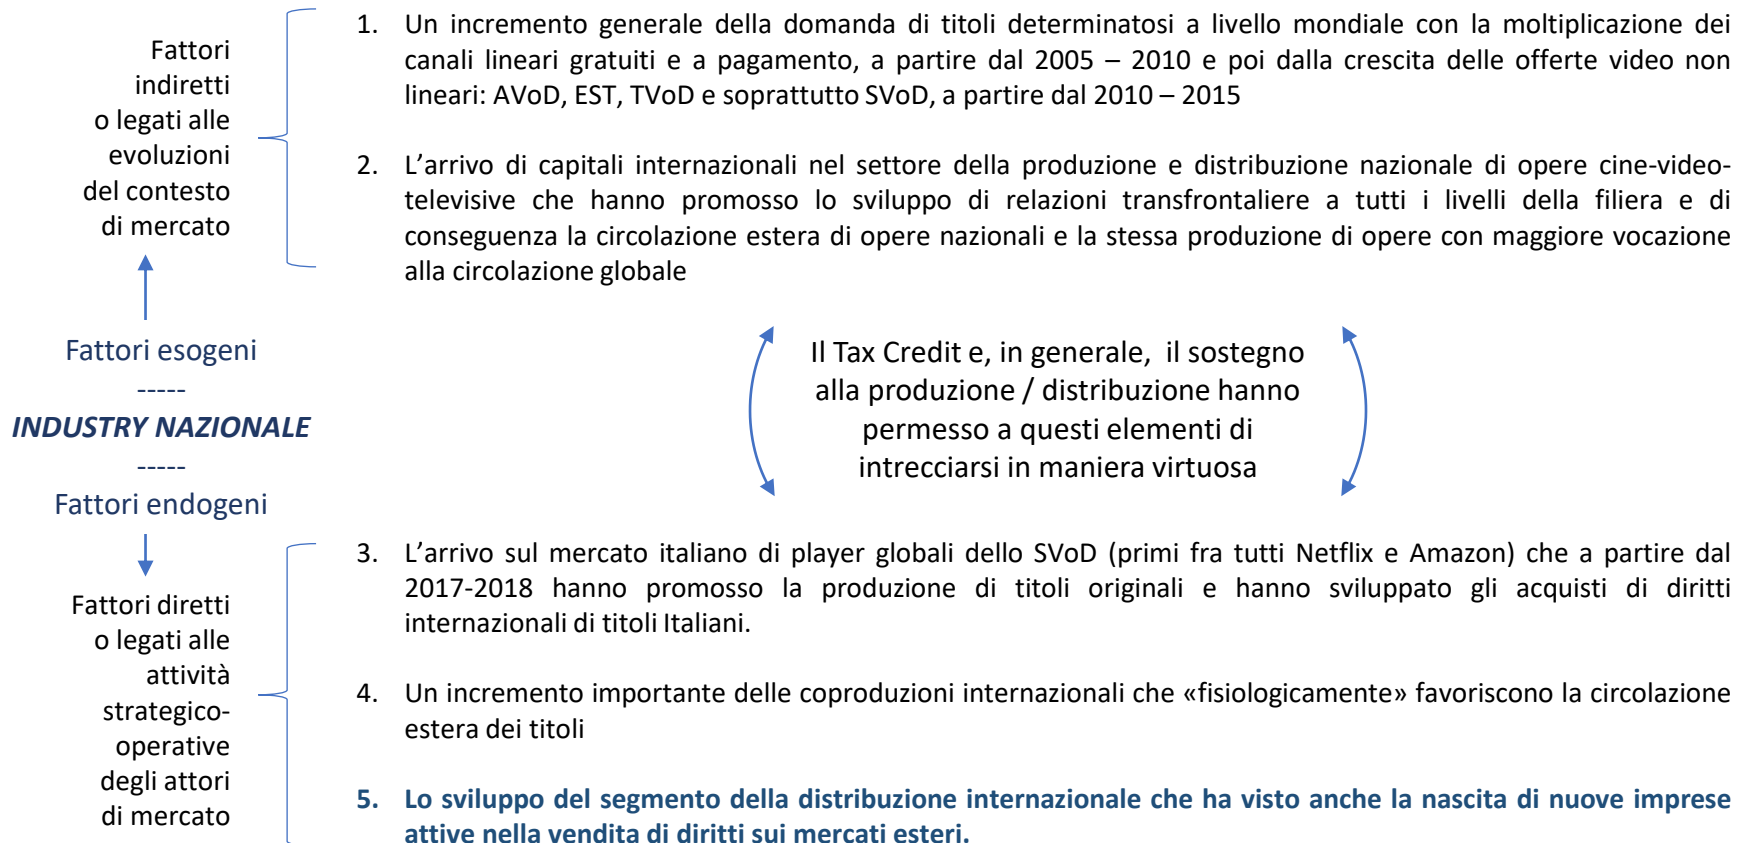 Fattori
indiretti
o legati alle
evoluzioni
del contesto
di mercato
1. Un incremento generale della domanda di titoli determinatosi a livello mondiale con la moltiplicazione dei
canali lineari gratuiti e a pagamento, a partire dal 2005 – 2010 e poi dalla crescita delle offerte video non
lineari: AVoD, EST, TVoD e soprattutto SVoD, a partire dal 2010 – 2015
2. L’arrivo di capitali internazionali nel settore della produzione e distribuzione nazionale di opere cine-video-
televisive che hanno promosso lo sviluppo di relazioni transfrontaliere a tutti i livelli della filiera e di
conseguenza la circolazione estera di opere nazionali e la stessa produzione di opere con maggiore vocazione
alla circolazione globale
Fattori esogeni
-----
INDUSTRY NAZIONALE
-----
Fattori endogeni
Il Tax Credit e, in generale, il sostegno
alla produzione / distribuzione hanno
permesso a questi elementi di
intrecciarsi in maniera virtuosa
Fattori diretti
o legati alle
attività
strategico-
operative
degli attori
di mercato
3. L’arrivo sul mercato italiano di player globali dello SVoD (primi fra tutti Netflix e Amazon) che a partire dal
2017-2018 hanno promosso la produzione di titoli originali e hanno sviluppato gli acquisti di diritti
internazionali di titoli Italiani.
4. Un incremento importante delle coproduzioni internazionali che «fisiologicamente» favoriscono la circolazione
estera dei titoli
5. Lo sviluppo del segmento della distribuzione internazionale che ha visto anche la nascita di nuove imprese
attive nella vendita di diritti sui mercati esteri.